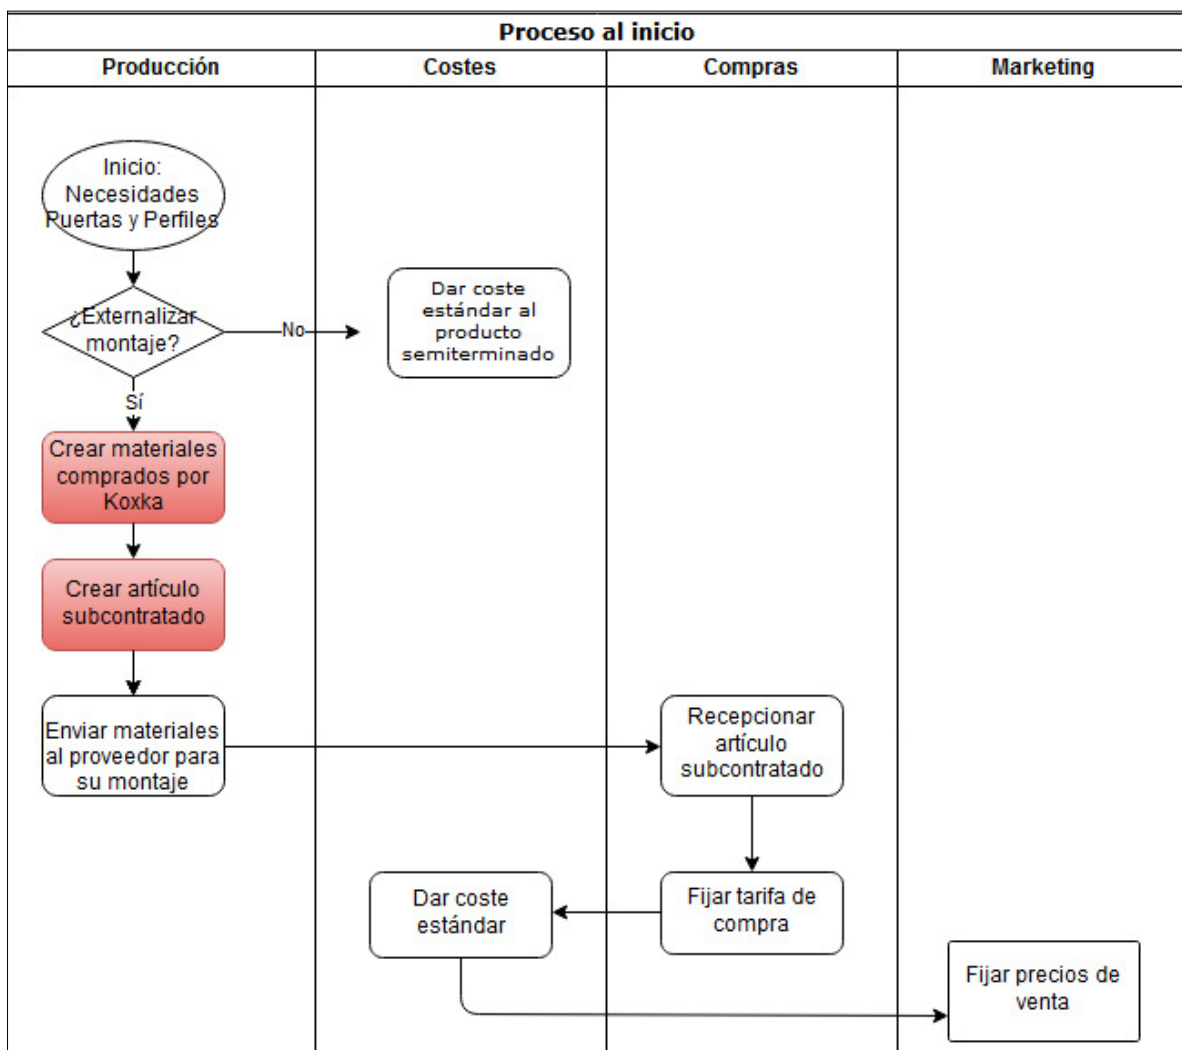 Proceso al inicio
Producción
Costes
Compras
Marketing
Inicio:
Necesidades
Puertas y Perfiles
¿Externalizar
montaje?
No
Dar coste
estándar al
producto
semiterminado
Sí
Crear materiales
comprados por
Koxka
Crear artículo
subcontratado
Enviar materiales
al proveedor para
su montaje
Recepcionar
artículo
subcontratado
Dar coste
estándar
Fijar tarifa de
compra
Fijar precios de
venta